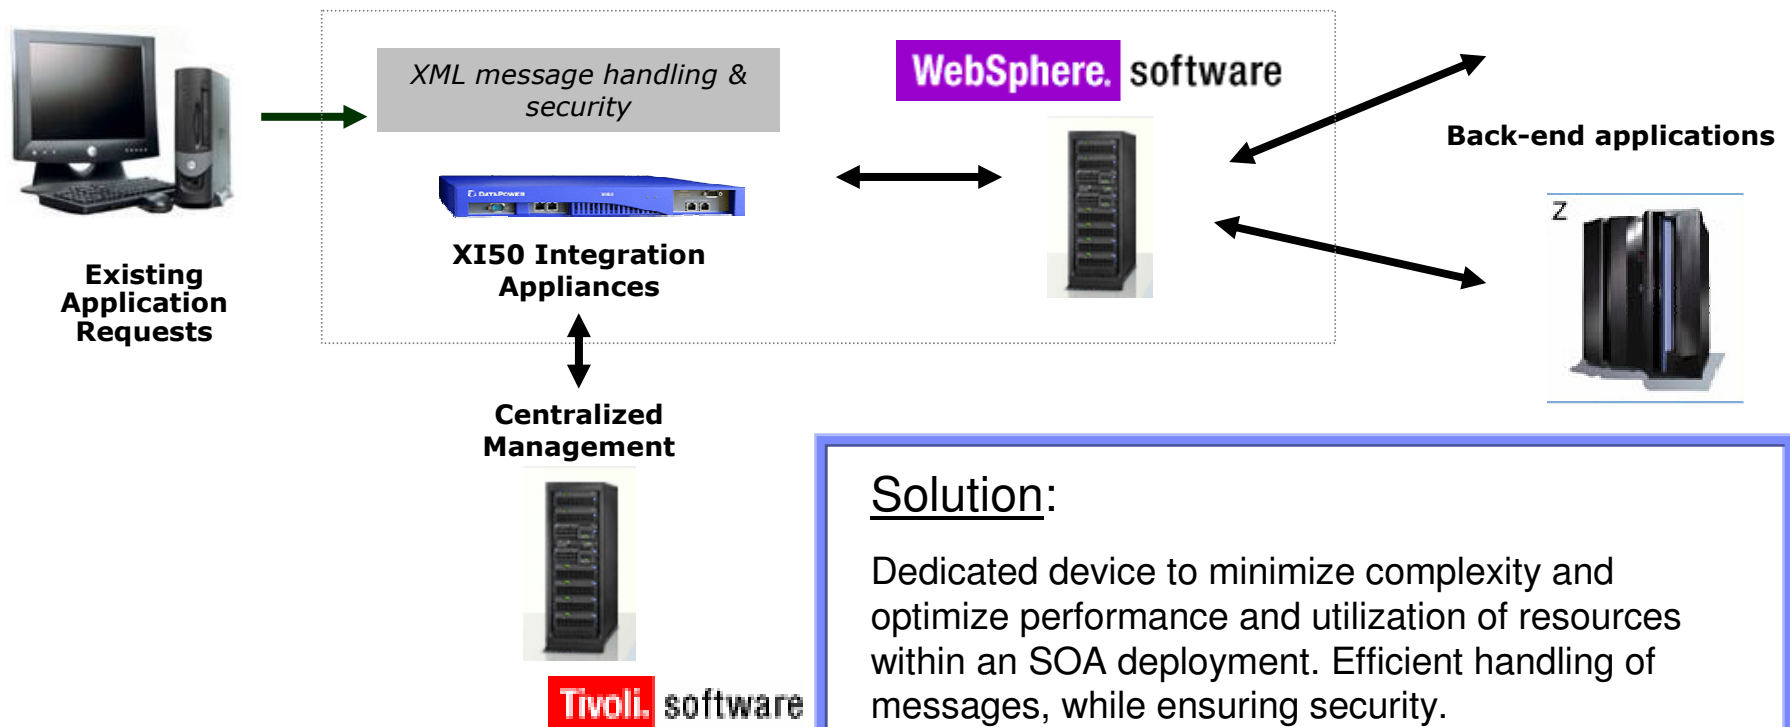 XML message handling &
security
WebSphere. software
Back-end applications
DATAPOWER
XI50 Integration
Appliances
Z
Existing
Application
Requests
Centralized
Management
Tivoli. software
Solution:
Dedicated device to minimize complexity and
optimize performance and utilization of resources
within an SOA deployment. Efficient handling of
messages, while ensuring security.